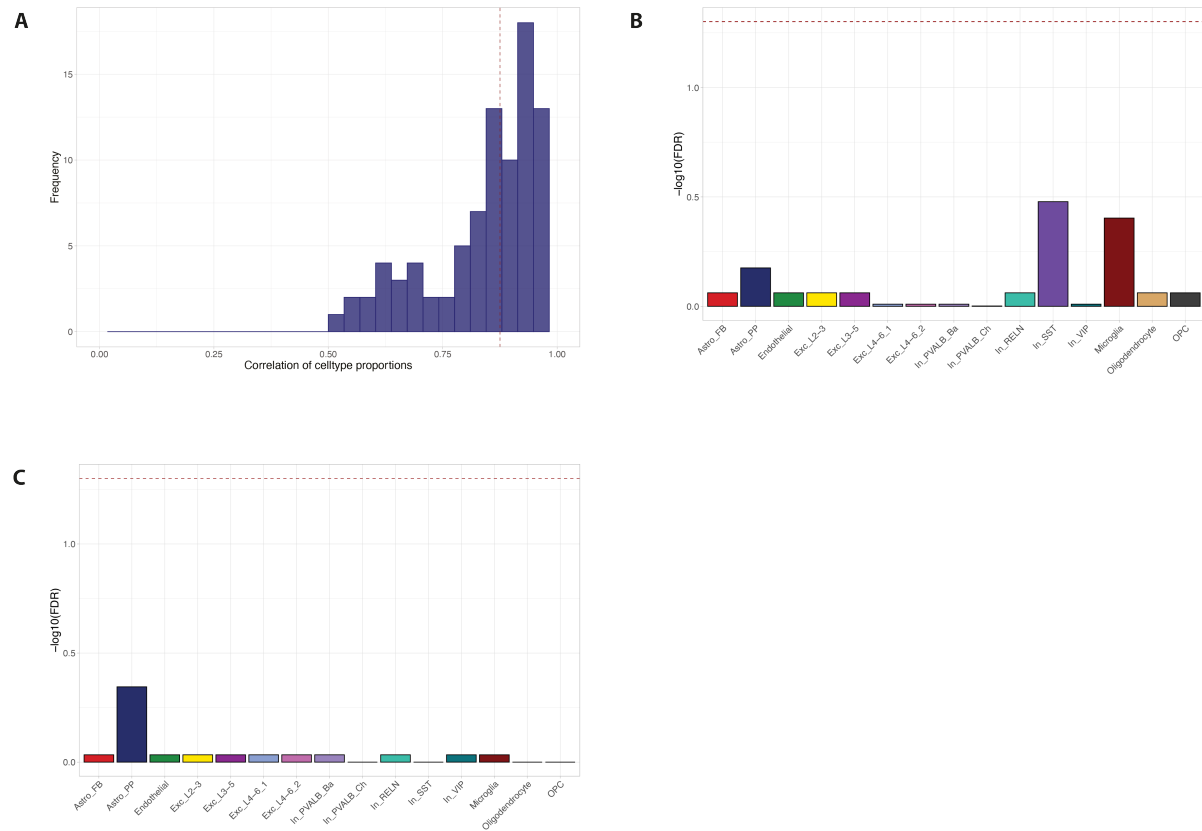 A
15
10
5
0
Frequency
0.00 0.25 0.50 0.75 1.00
Correlation of celltype proportions
B
1.0
0.5
0.0
−log10(FDR)
Astro_FB Astro_PP Endothelial Exc_L2−3 Exc_L3−5 Exc_L4−6_1 Exc_L4−6_2 In_PVALB_Ba In_PVALB_Ch In_RELN In_SST In_VIP Microglia Oligodendrocyte OPC
C
1.0
0.5
0.0
−log10(FDR)
Astro_FB Astro_PP Endothelial Exc_L2−3 Exc_L3−5 Exc_L4−6_1 Exc_L4−6_2 In_PVALB_Ba In_PVALB_Ch In_RELN In_SST In_VIP Microglia Oligodendrocyte OPC